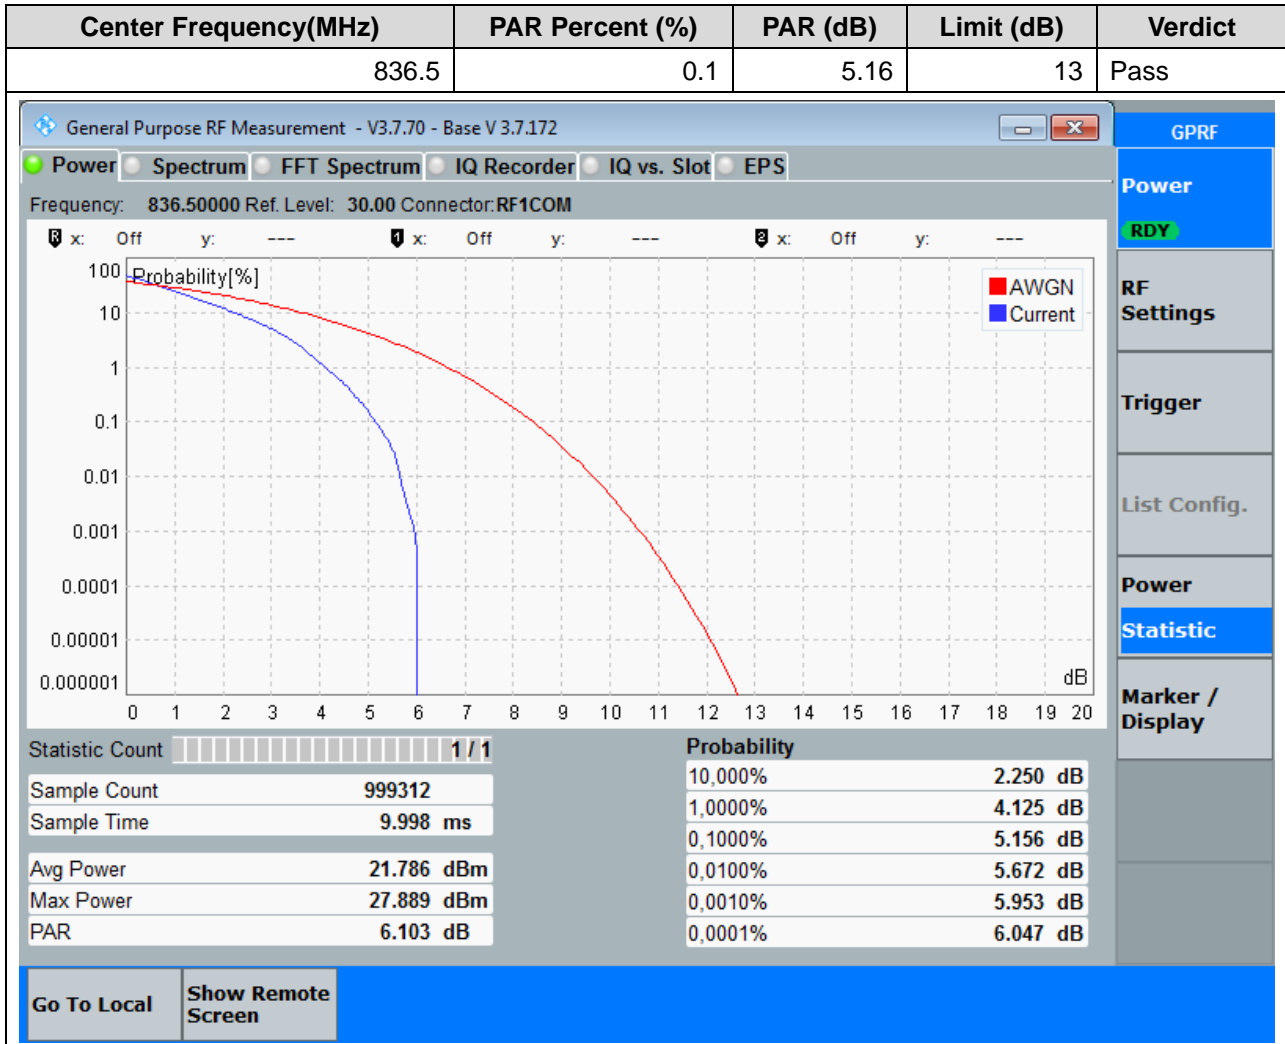 Center Frequency(MHz) PAR Percent (%) PAR (dB) Limit (dB) Verdict
836.5 0.1 5.16 13 Pass
General Purpose RF Measurement - V3.7.70 - Base V 3.7.172
GPRF
Power Spectrum FFT Spectrum IQ Recorder IQ vs. Slot EPS
Frequency: 836.50000 Ref. Level: 30.00 Connector:RF1COM
R x: Off y: --- 1 x: Off y: --- 2 x: Off y: ---
Probability[%]
100
10
1
0.1
0.01
0.001
0.0001
0.00001
0.000001
AWGN
Current
dB
0 1 2 3 4 5 6 7 8 9 10 11 12 13 14 15 16 17 18 19 20
Statistic Count 1 / 1
Sample Count 999312
Sample Time 9.998 ms
Avg Power 21.786 dBm
Max Power 27.889 dBm
PAR 6.103 dB
Probability
10,000% 2.250 dB
1,0000% 4.125 dB
0,1000% 5.156 dB
0,0100% 5.672 dB
0,0010% 5.953 dB
0,0001% 6.047 dB
Power
RDY
RF
Settings
Trigger
List Config.
Power
Statistic
Marker /
Display
Go To Local
Show Remote
Screen